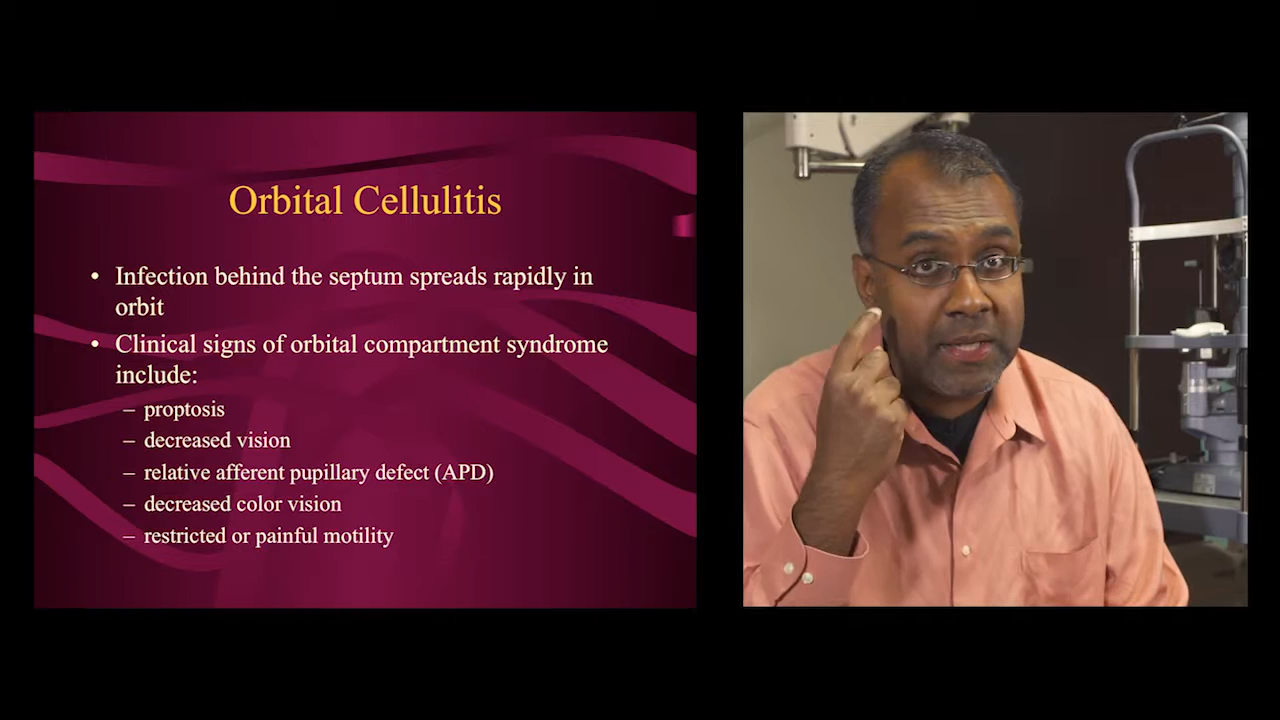 Orbital Cellulitis
• Infection behind the septum spreads rapidly in
orbit
• Clinical signs of orbital compartment syndrome
include:
– proptosis
– decreased vision
– relative afferent pupillary defect (APD)
– decreased color vision
– restricted or painful motility